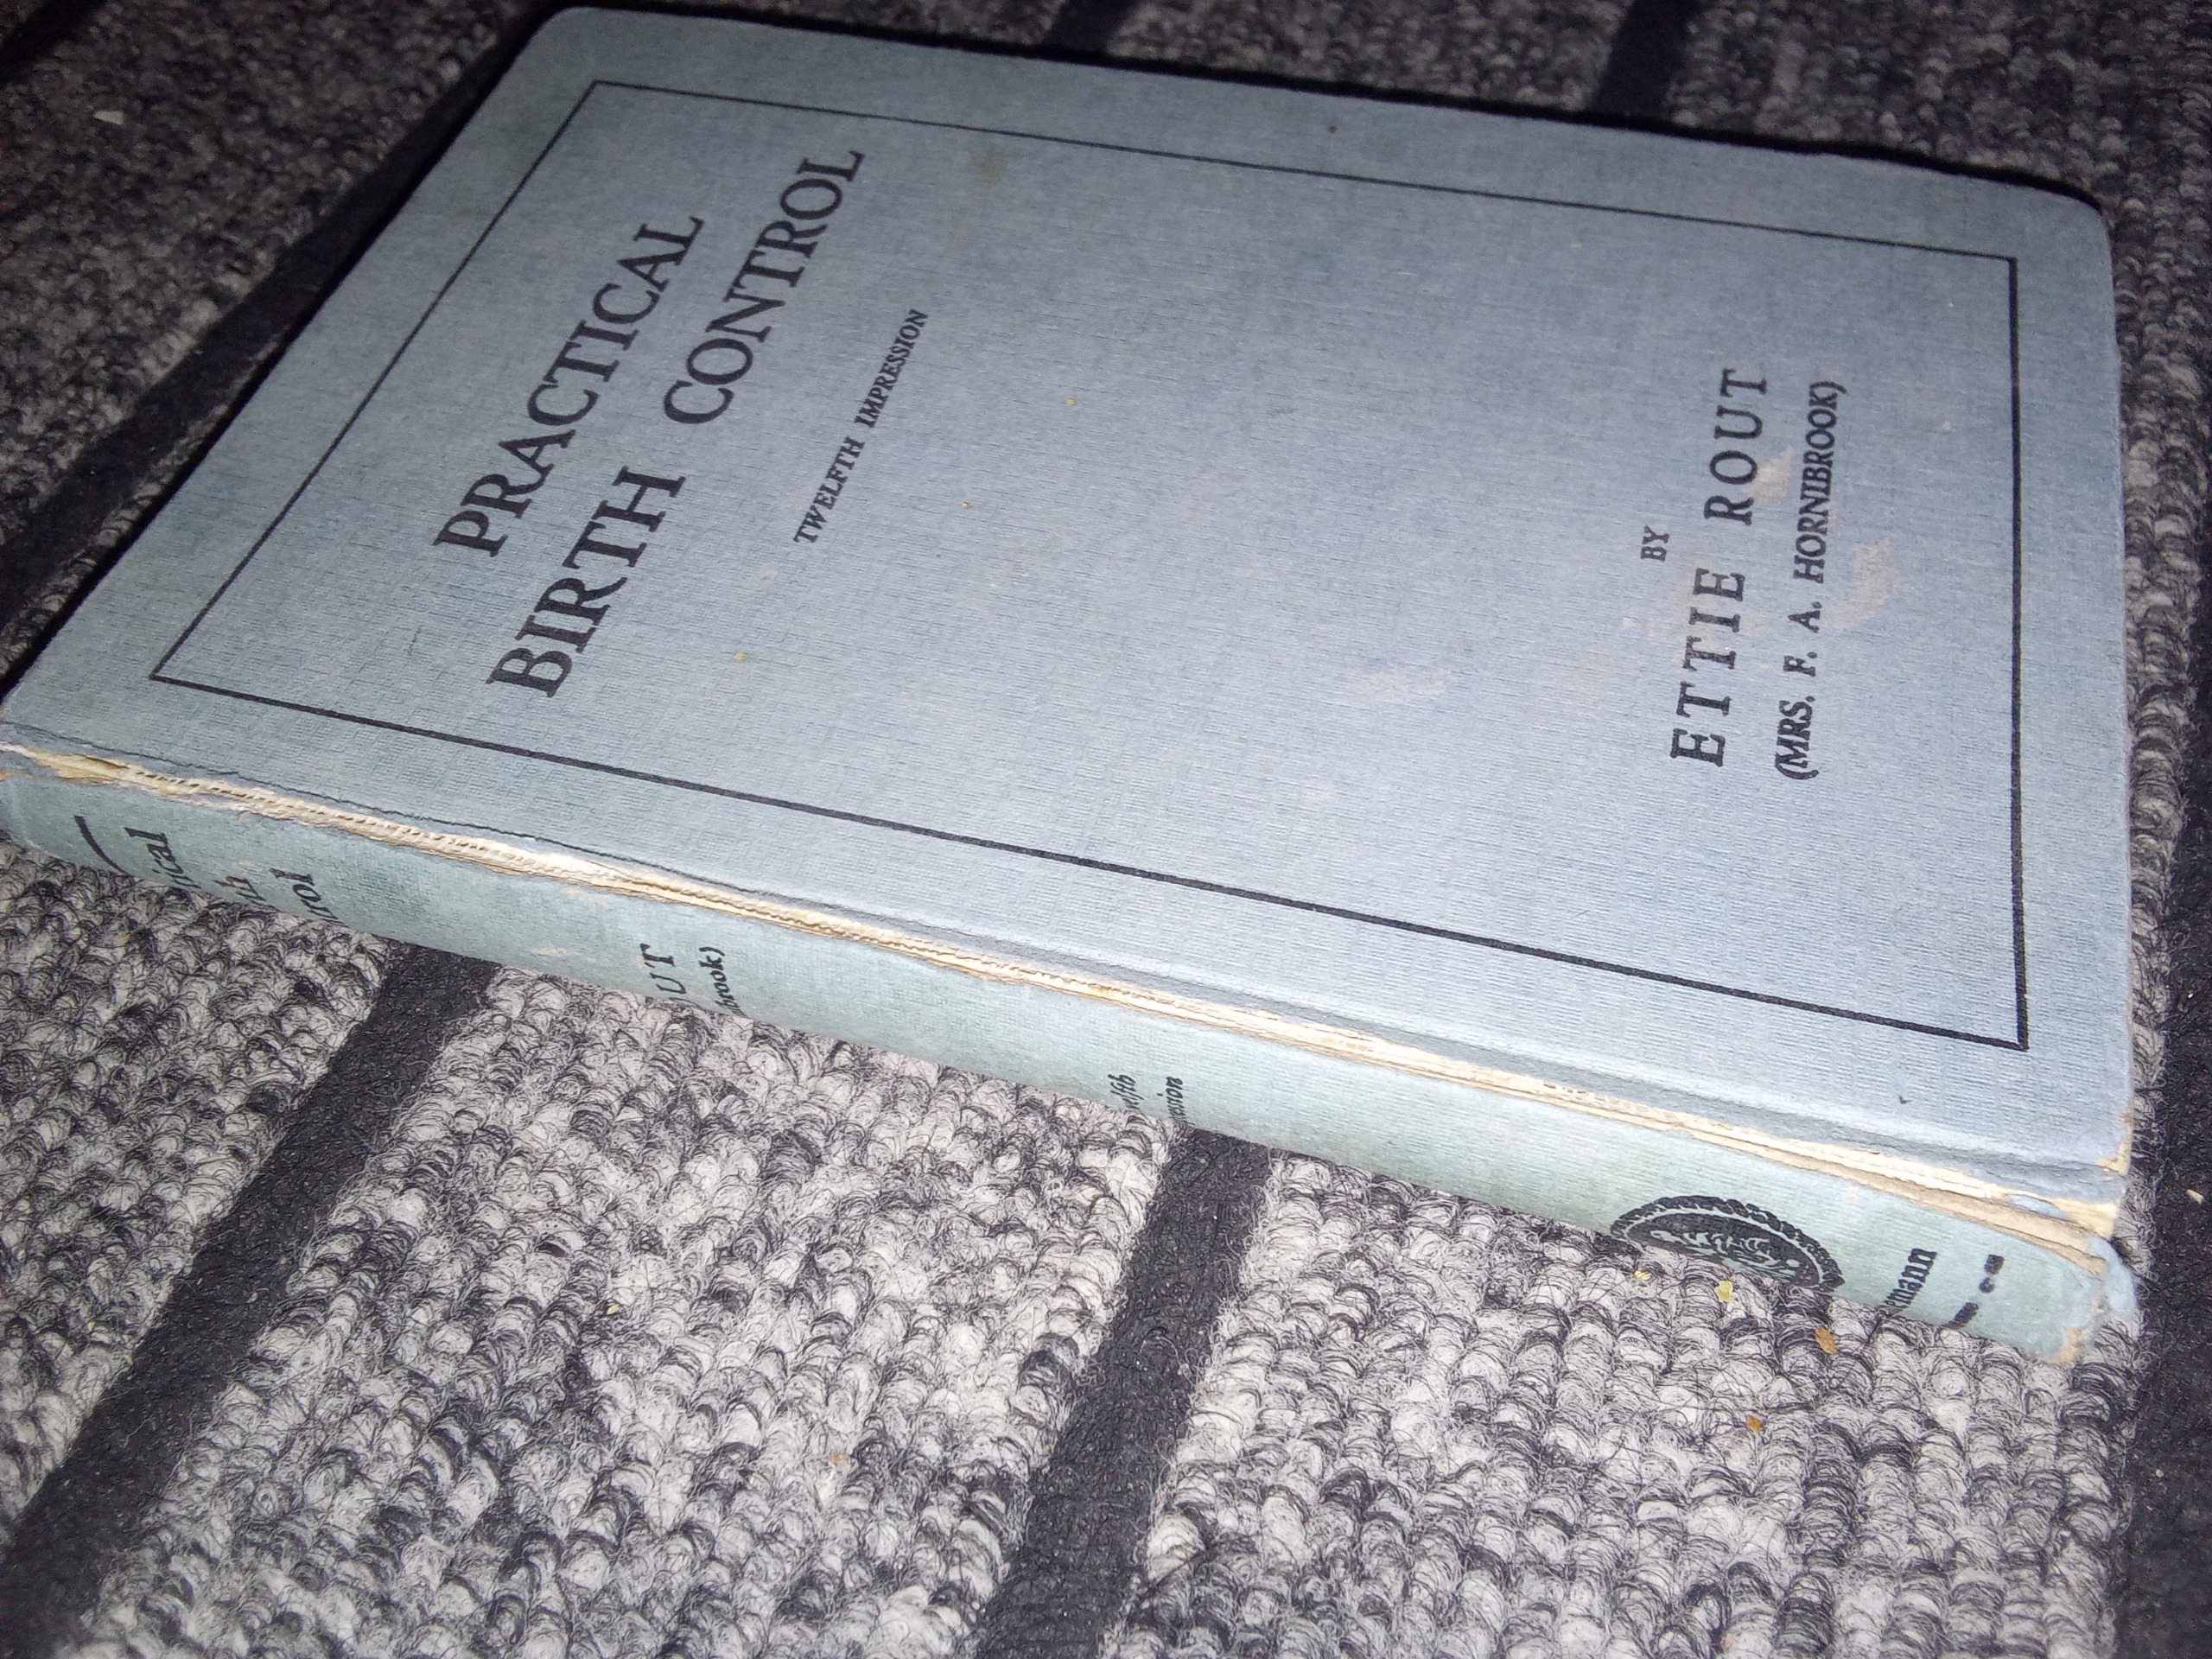 PRACTICAL
BIRTH CONTROL
TWELFTH IMPRESSION
BY
ETTIE ROUT
(MRS. F. A. HORNIBROOK)